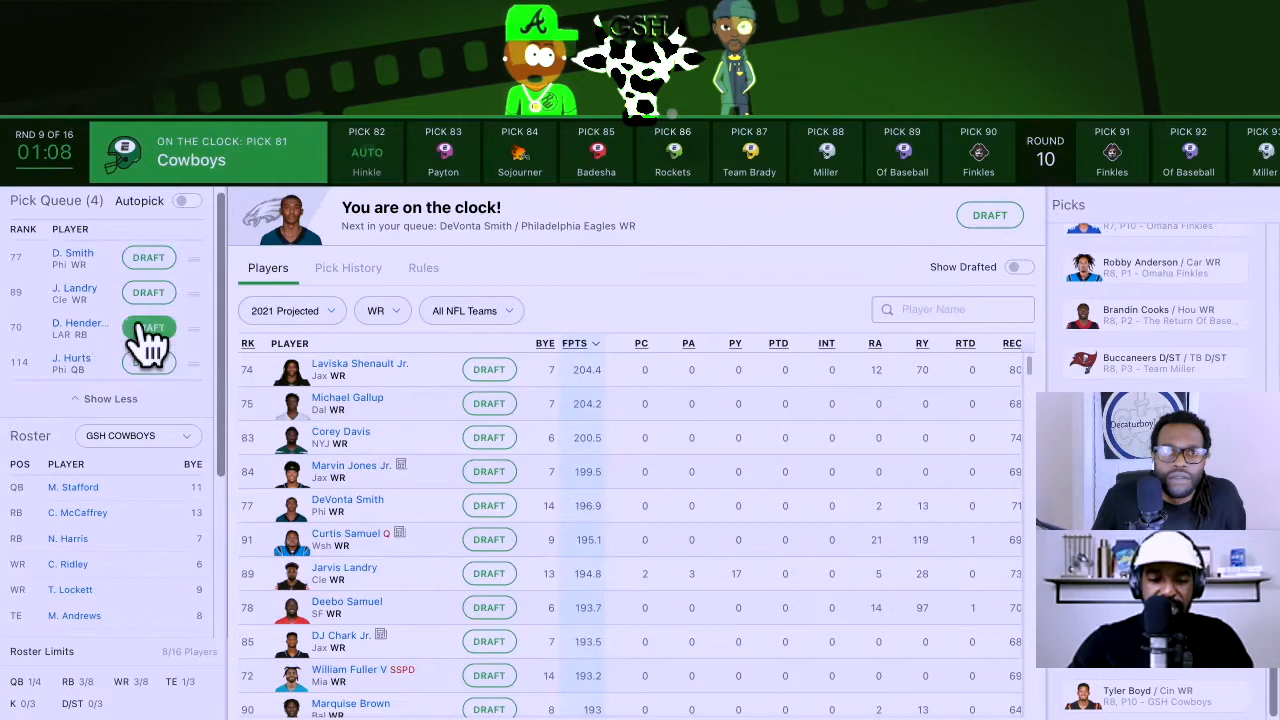 GSH
RND 9 OF 16
01:08
ON THE CLOCK: PICK 81
Cowboys
PICK 82
AUTO
Hinkle
PICK 83
Payton
PICK 84
Sojourner
PICK 85
Badesha
PICK 86
Rockets
PICK 87
Team Brady
PICK 88
Miller
PICK 89
Of Baseball
PICK 90
Finkles
ROUND
10
PICK 91
Finkles
PICK 92
Of Baseball
PICK 9
Miller
Pick Queue (4) Autopick
RANK PLAYER
77 D. Smith Phi WR DRAFT
89 J. Landry Cle WR DRAFT
70 D. Hender... LAR RB DRAFT
114 J. Hurts Phi QB
Show Less
Roster GSH COWBOYS
POS PLAYER BYE
QB M. Stafford 11
RB C. McCaffrey 13
RB N. Harris 7
WR C. Ridley 6
WR T. Lockett 9
TE M. Andrews 8
Roster Limits 8/16 Players
QB 1/4 RB 3/8 WR 3/8 TE 1/3
K 0/3 D/ST 0/3
You are on the clock!
Next in your queue: DeVonta Smith / Philadelphia Eagles WR
DRAFT
Players Pick History Rules
Show Drafted
2021 Projected WR All NFL Teams Player Name
RK PLAYER BYE FPTS PC PA PY PTD INT RA RY RTD REC
74 Laviska Shenault Jr. Jax WR DRAFT 7 204.4 0 0 0 0 0 12 70 0 80
75 Michael Gallup Dal WR DRAFT 7 204.2 0 0 0 0 0 0 0 0 68
83 Corey Davis NYJ WR DRAFT 6 200.5 0 0 0 0 0 0 0 0 74
84 Marvin Jones Jr. Jax WR DRAFT 7 199.5 0 0 0 0 0 0 0 0 69
77 DeVonta Smith Phi WR DRAFT 14 196.9 0 0 0 0 0 2 13 0 71
91 Curtis Samuel Q Wsh WR DRAFT 9 195.1 0 0 0 0 0 21 119 1 69
89 Jarvis Landry Cle WR DRAFT 13 194.8 2 3 17 0 0 5 28 0 73
78 Deebo Samuel SF WR DRAFT 6 193.7 0 0 0 0 0 14 97 1 70
85 DJ Chark Jr. Jax WR DRAFT 7 193.5 0 0 0 0 0 0 0 0 68
72 William Fuller V SSPD Mia WR DRAFT 14 193.2 0 0 0 0 0 0 0 0 64
90 Marquise Brown Bal WR DRAFT 8 193 0 0 0 0 0 2 13 0 64
Picks
R7, P10 - Omaha Finkles
Robby Anderson / Car WR
R8, P1 - Omaha Finkles
Brandin Cooks / Hou WR
R8, P2 - The Return Of Base...
Buccaneers D/ST / TB D/ST
R8, P3 - Team Miller
Tyler Boyd / Cin WR
R8, P10 - GSH Cowboys